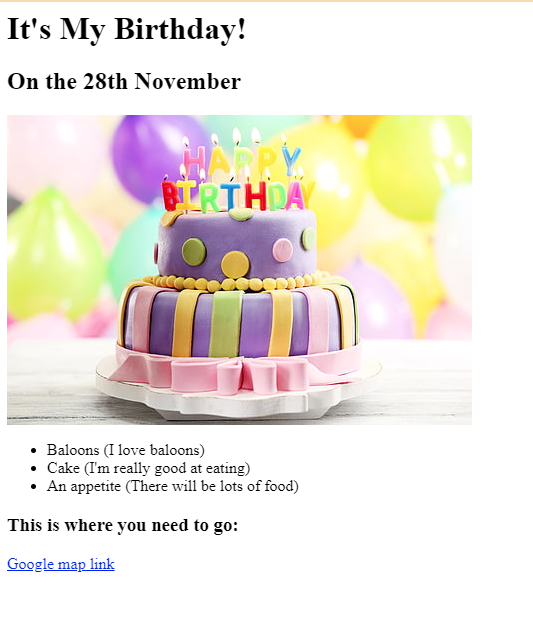 It's My Birthday!
On the 28th November
HAPPY
BIRTHDAY
Baloons (I love baloons)
Cake (I'm really good at eating)
An appetite (There will be lots of food)
This is where you need to go:
Google map link